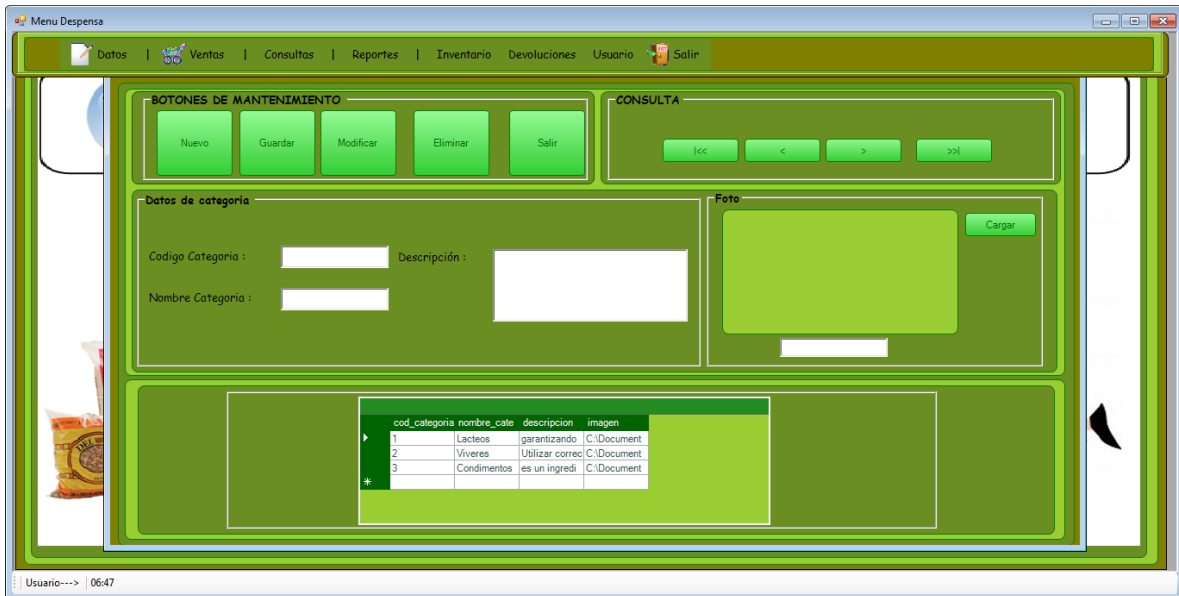 Menu Despensa
Datos | Ventas | Consultas | Reportes | Inventario Devoluciones Usuario Salir
BOTONES DE MANTENIMIENTO
Nuevo Guardar Modificar Eliminar Salir
CONSULTA
|<< < > >>|
Datos de categoria
Codigo Categoria :
Descripción :
Nombre Categoria :
Foto
Cargar
cod_categoria nombre_cate descripcion imagen
1 Lacteos garantizando C:\Document
2 Viveres Utilizar correc C:\Document
3 Condimentos es un ingredi C:\Document
Usuario---> 06:47